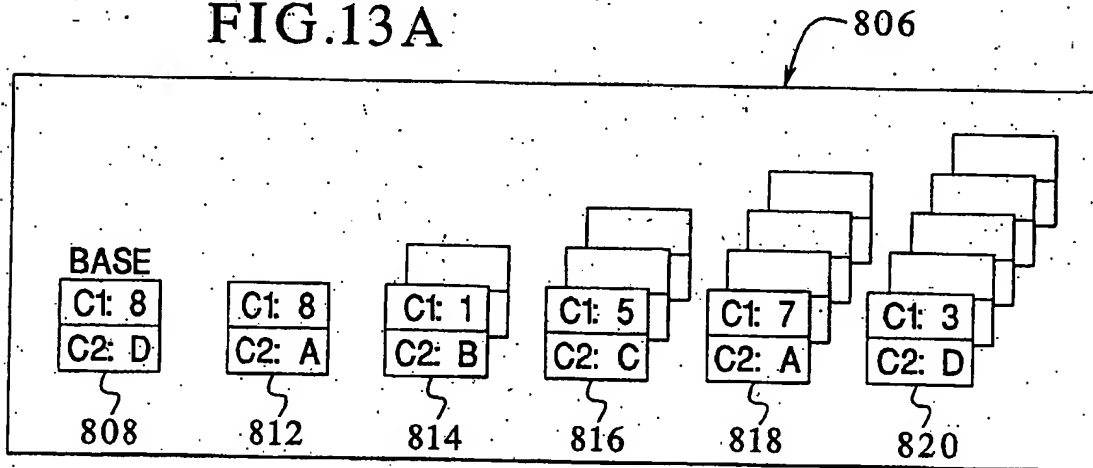 FIG.13A
806
BASE
C1: 8 C1: 8 C1: 1 C1: 5 C1: 7 C1: 3
C2: D C2: A C2: B C2: C C2: A C2: D
808 812 814 816 818 820